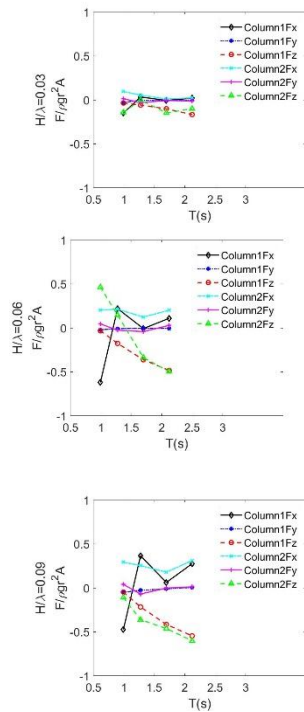 H/λ=0.03
F/ρgr²A
1
0.5
0
-0.5
-1
Column1Fx
Column1Fy
Column1Fz
Column2Fx
Column2Fy
Column2Fz
0.5 1 1.5 2 2.5 3
T(s)
H/λ=0.06
F/ρgr²A
1
0.5
0
-0.5
-1
Column1Fx
Column1Fy
Column1Fz
Column2Fx
Column2Fy
Column2Fz
0.5 1 1.5 2 2.5 3
T(s)
H/λ=0.09
F/ρgr²A
1
0.5
0
-0.5
-1
Column1Fx
Column1Fy
Column1Fz
Column2Fx
Column2Fy
Column2Fz
0.5 1 1.5 2 2.5 3
T(s)